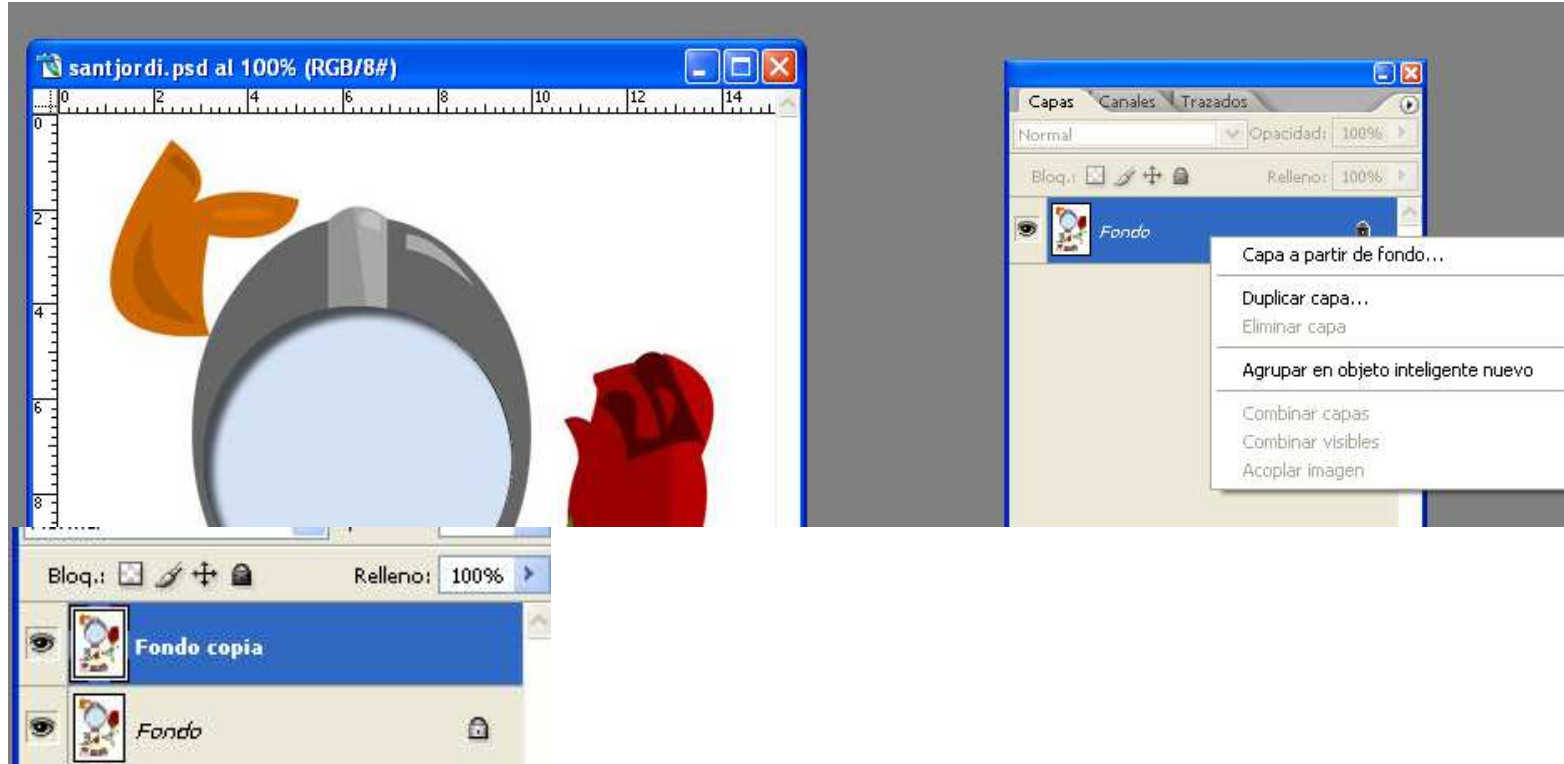 santjordi.psd al 100% (RGB/8#)
0 2 4 6 8 10 12 14
0
2
4
6
8
Capas Canales Trazados
Normal Opacidad: 100%
Bloq.: Relleno: 100%
Fondo
Capa a partir de fondo...
Duplicar capa...
Eliminar capa
Agrupar en objeto inteligente nuevo
Combinar capas
Combinar visibles
Acoplar imagen
Bloq.: Relleno: 100%
Fondo copia
Fondo